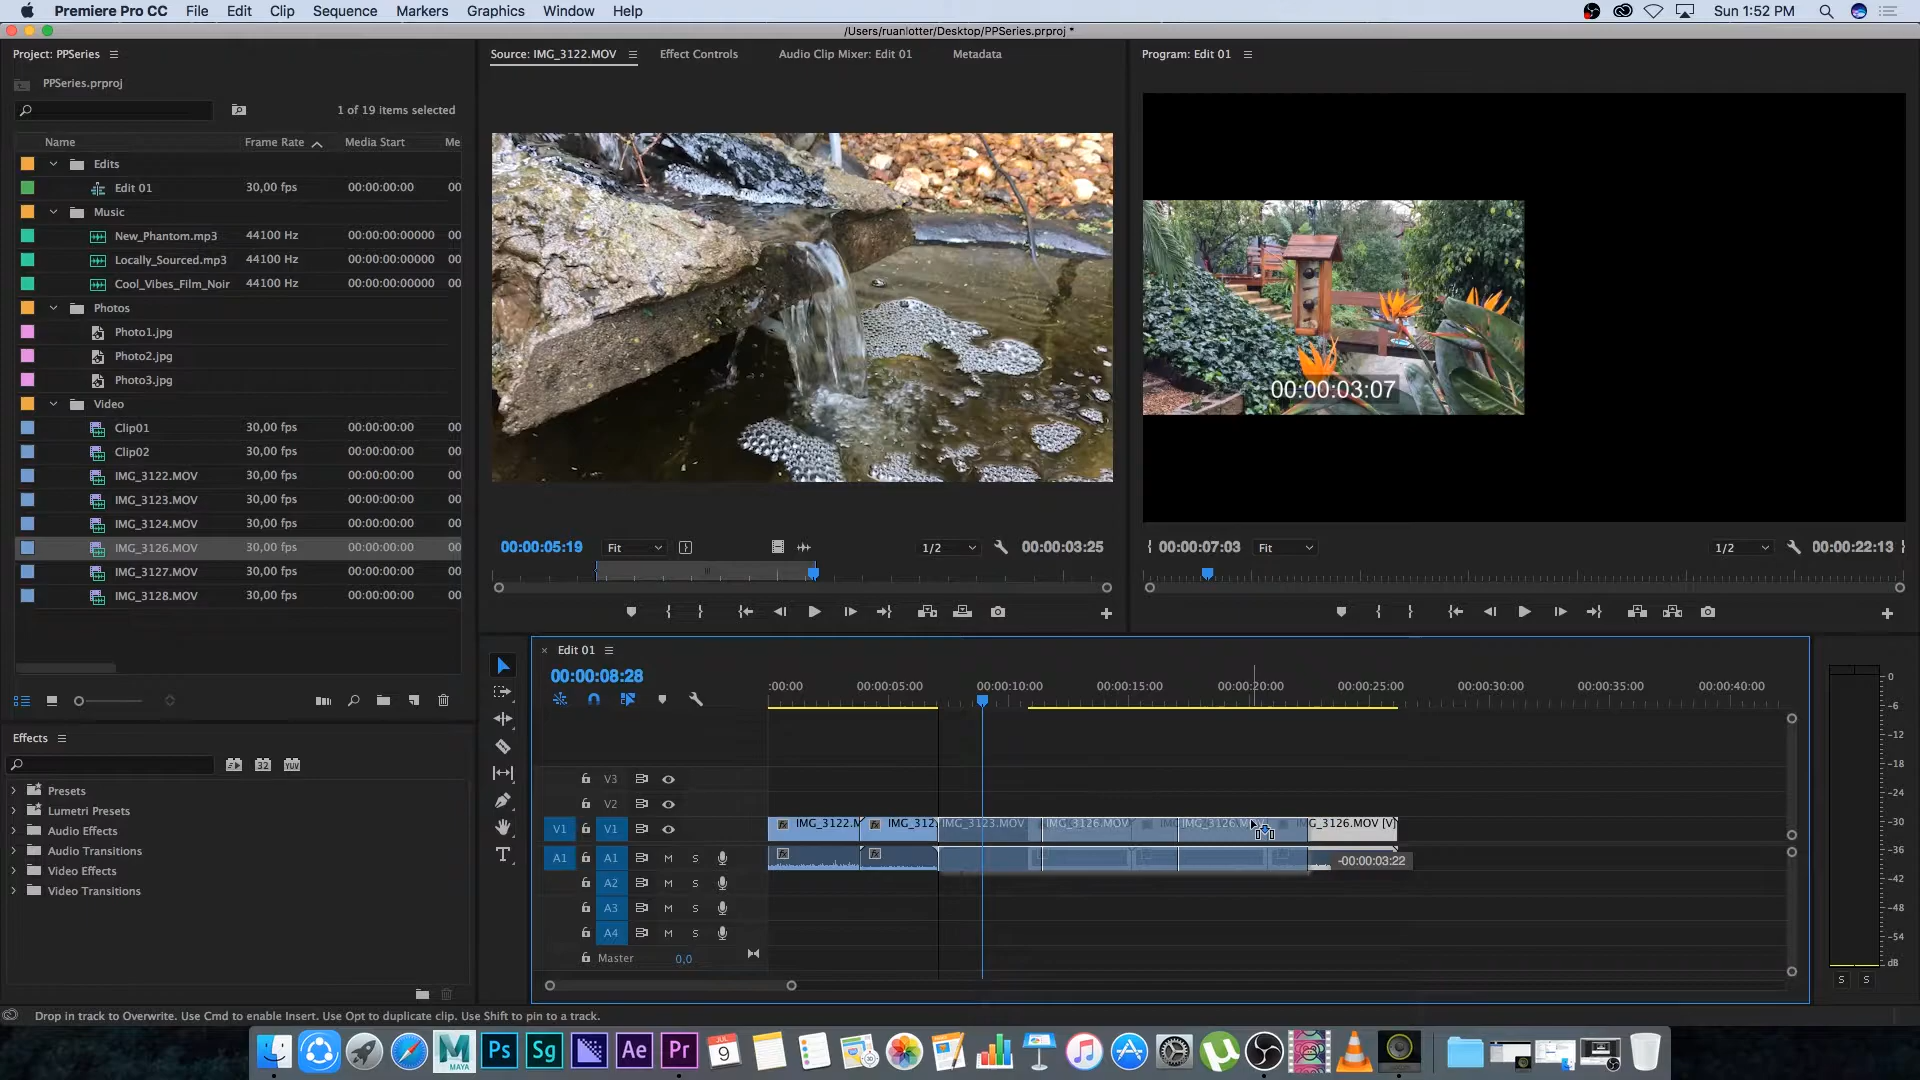 Premiere Pro CC File Edit Clip Sequence Markers Graphics Window Help Sun 1:52 PM
/Users/ruanlotter/Desktop/PPSeries.prproj *
Project: PPSeries Source: IMG_3122.MOV Effect Controls Audio Clip Mixer: Edit 01 Metadata Program: Edit 01
PPSeries.prproj
1 of 19 items selected
Name Frame Rate Media Start Me
Edits
Edit 01 30,00 fps 00:00:00:00 00
Music
New_Phantom.mp3 44100 Hz 00:00:00:00000 00
Locally_Sourced.mp3 44100 Hz 00:00:00:00000 00
Cool_Vibes_Film_Noir 44100 Hz 00:00:00:00000 00
Photos
Photo1.jpg
Photo2.jpg
Photo3.jpg
Video
Clip01 30,00 fps 00:00:00:00 00
Clip02 30,00 fps 00:00:00:00 00
IMG_3122.MOV 30,00 fps 00:00:00:00 00
IMG_3123.MOV 30,00 fps 00:00:00:00 00
IMG_3124.MOV 30,00 fps 00:00:00:00 00
IMG_3126.MOV 30,00 fps 00:00:00:00 00
IMG_3127.MOV 30,00 fps 00:00:00:00 00
IMG_3128.MOV 30,00 fps 00:00:00:00 00
00:00:03:07
00:00:05:19 Fit 1/2 00:00:03:25
00:00:07:03 Fit 1/2 00:00:22:13
Effects
32 YUV
Presets
Lumetri Presets
Audio Effects
Audio Transitions
Video Effects
Video Transitions
Edit 01
00:00:08:28
:00:00 00:00:05:00 00:00:10:00 00:00:15:00 00:00:20:00 00:00:25:00 00:00:30:00 00:00:35:00 00:00:40:00
V3
V2
V1 V1 fx IMG_3122.M fx IMG_312 IMG_3123.MOV IMG_3126.MOV IMG_3126.MOV IMG_3126.MOV [V]
A1 A1 M S fx fx -00:00:03:22
A2 M S
A3 M S
A4 M S
Master 0,0
0
-6
-12
-18
-24
-30
-36
-42
-48
-54
dB
S S
Drop in track to Overwrite. Use Cmd to enable Insert. Use Opt to duplicate clip. Use Shift to pin to a track.
MAYA Ps Sg Ae Pr JUL 9